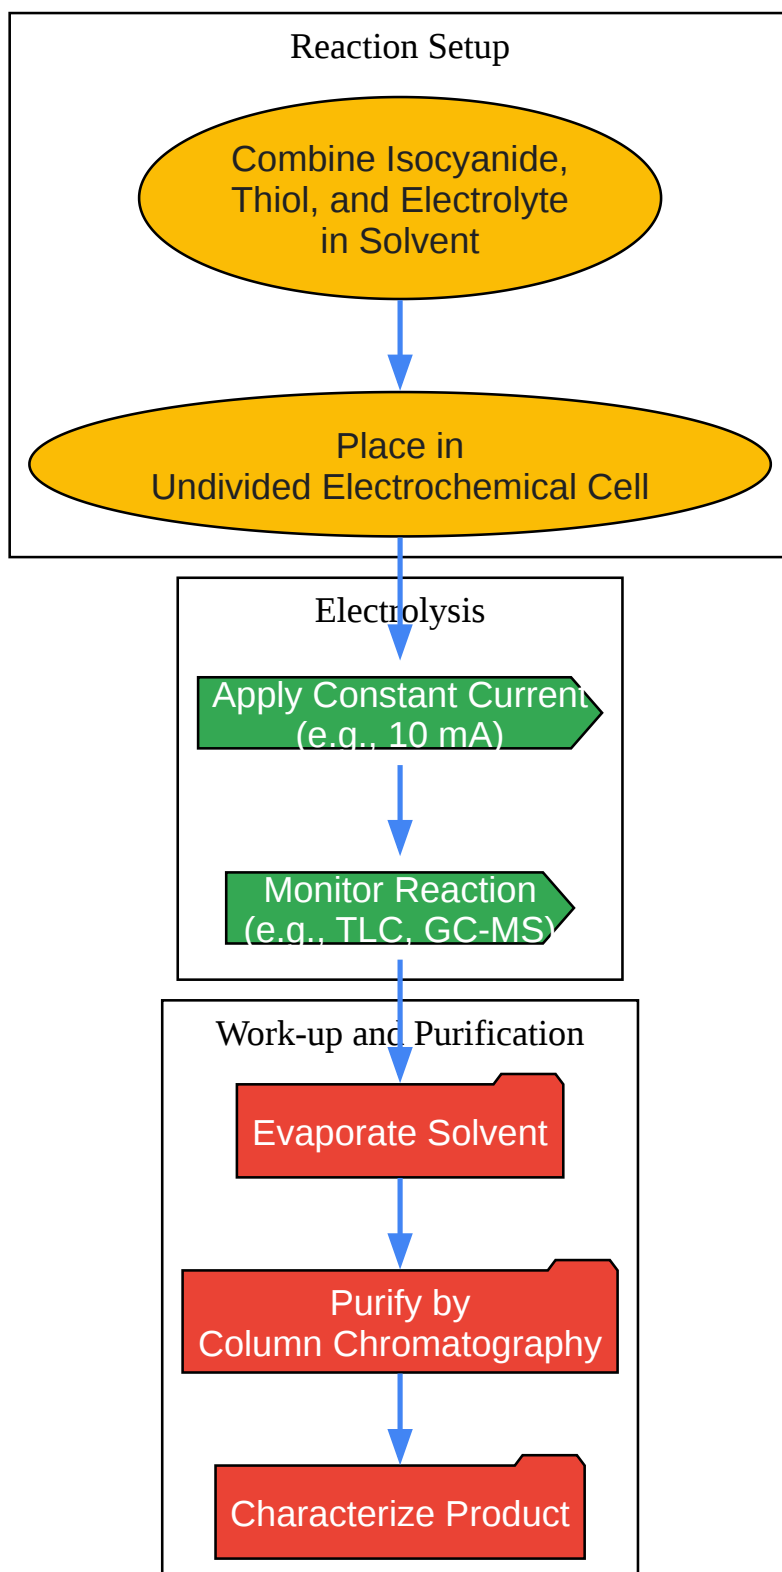 Reaction Setup
Combine Isocyanide,
Thiol, and Electrolyte
in Solvent
Place in
Undivided Electrochemical Cell
Electrolysis
Apply Constant Current
(e.g., 10 mA)
Monitor Reaction
(e.g., TLC, GC-MS)
Work-up and Purification
Evaporate Solvent
Purify by
Column Chromatography
Characterize Product